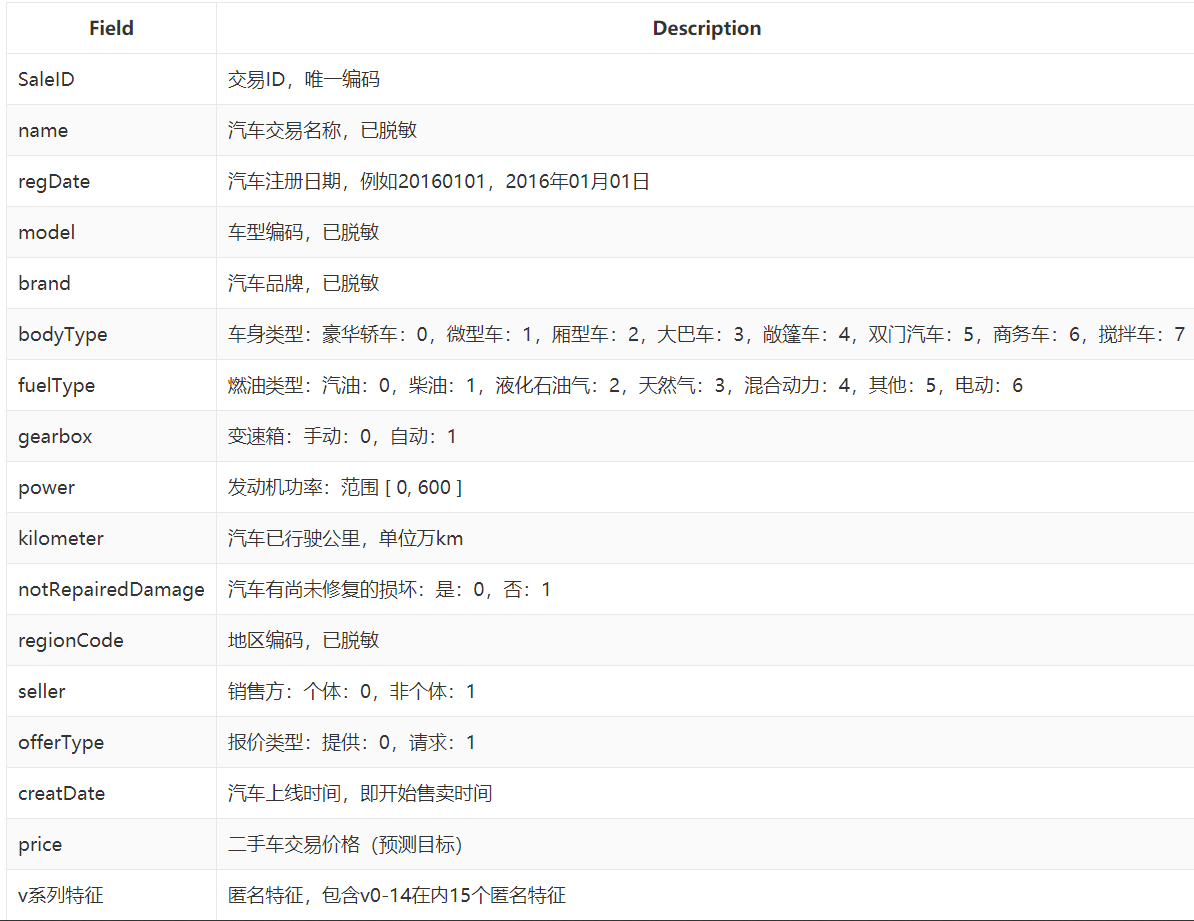 Field Description
SaleID 交易ID，唯一编码
name 汽车交易名称，已脱敏
regDate 汽车注册日期，例如20160101，2016年01月01日
model 车型编码，已脱敏
brand 汽车品牌，已脱敏
bodyType 车身类型：豪华轿车：0，微型车：1，厢型车：2，大巴车：3，敞篷车：4，双门汽车：5，商务车：6，搅拌车：7
fuelType 燃油类型：汽油：0，柴油：1，液化石油气：2，天然气：3，混合动力：4，其他：5，电动：6
gearbox 变速箱：手动：0，自动：1
power 发动机功率：范围 [ 0, 600 ]
kilometer 汽车已行驶公里，单位万km
notRepairedDamage 汽车有尚未修复的损坏：是：0，否：1
regionCode 地区编码，已脱敏
seller 销售方：个体：0，非个体：1
offerType 报价类型：提供：0，请求：1
creatDate 汽车上线时间，即开始售卖时间
price 二手车交易价格（预测目标）
v系列特征 匿名特征，包含v0-14在内15个匿名特征